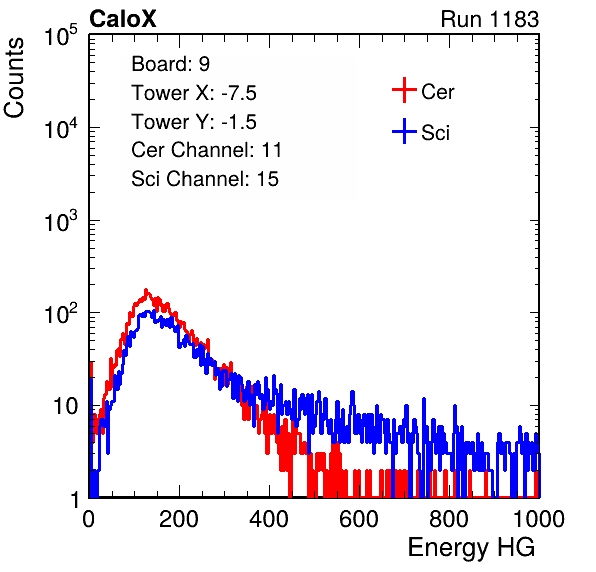 CaloX Run 1183
Counts
Board: 9
Tower X: -7.5
Tower Y: -1.5
Cer Channel: 11
Sci Channel: 15
Cer
Sci
10^5
10^4
10^3
10^2
10
1
0 200 400 600 800 1000
Energy HG